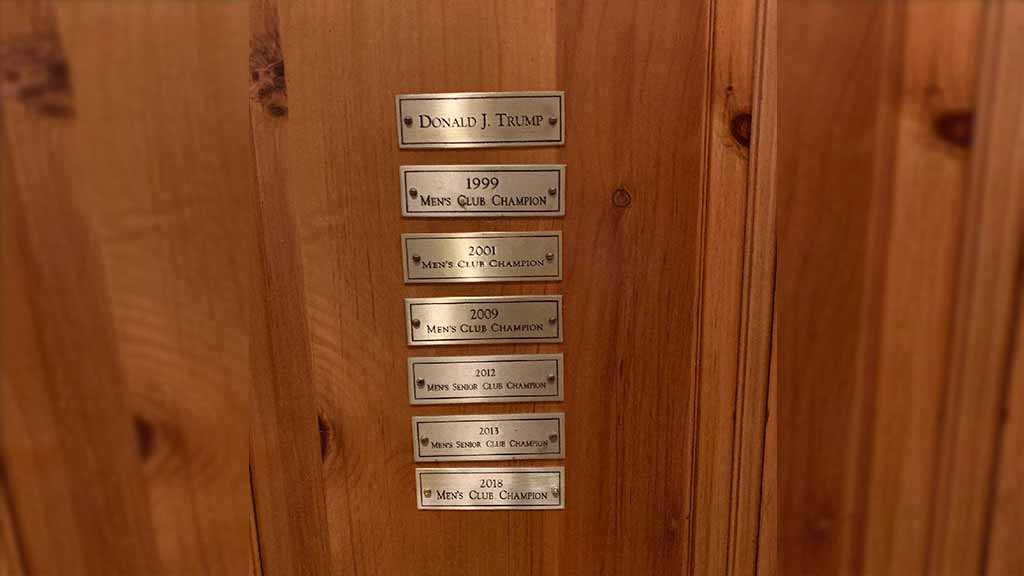 Donald J. Trump
1999
Men's Club Champion
2001
Men's Club Champion
2009
Men's Club Champion
2012
Men's Senior Club Champion
2013
Men's Senior Club Champion
2018
Men's Club Champion